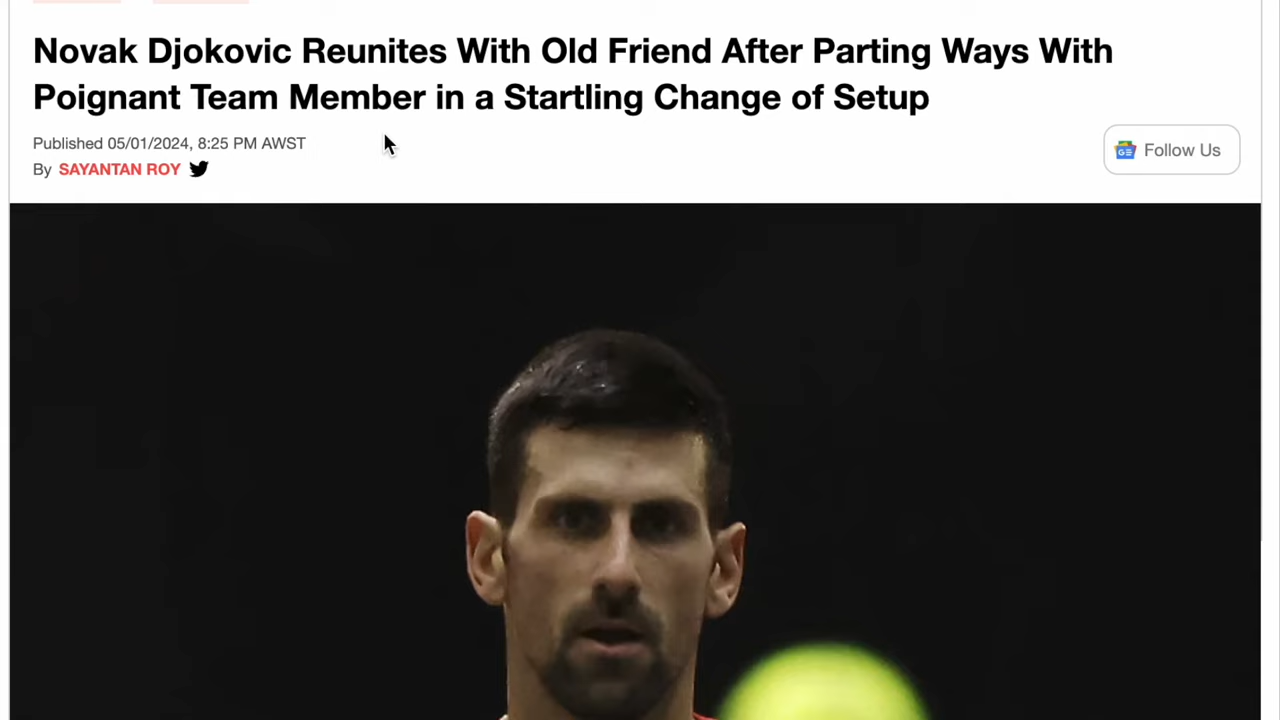 Novak Djokovic Reunites With Old Friend After Parting Ways With
Poignant Team Member in a Startling Change of Setup
Published 05/01/2024, 8:25 PM AWST
By SAYANTAN ROY
GE Follow Us